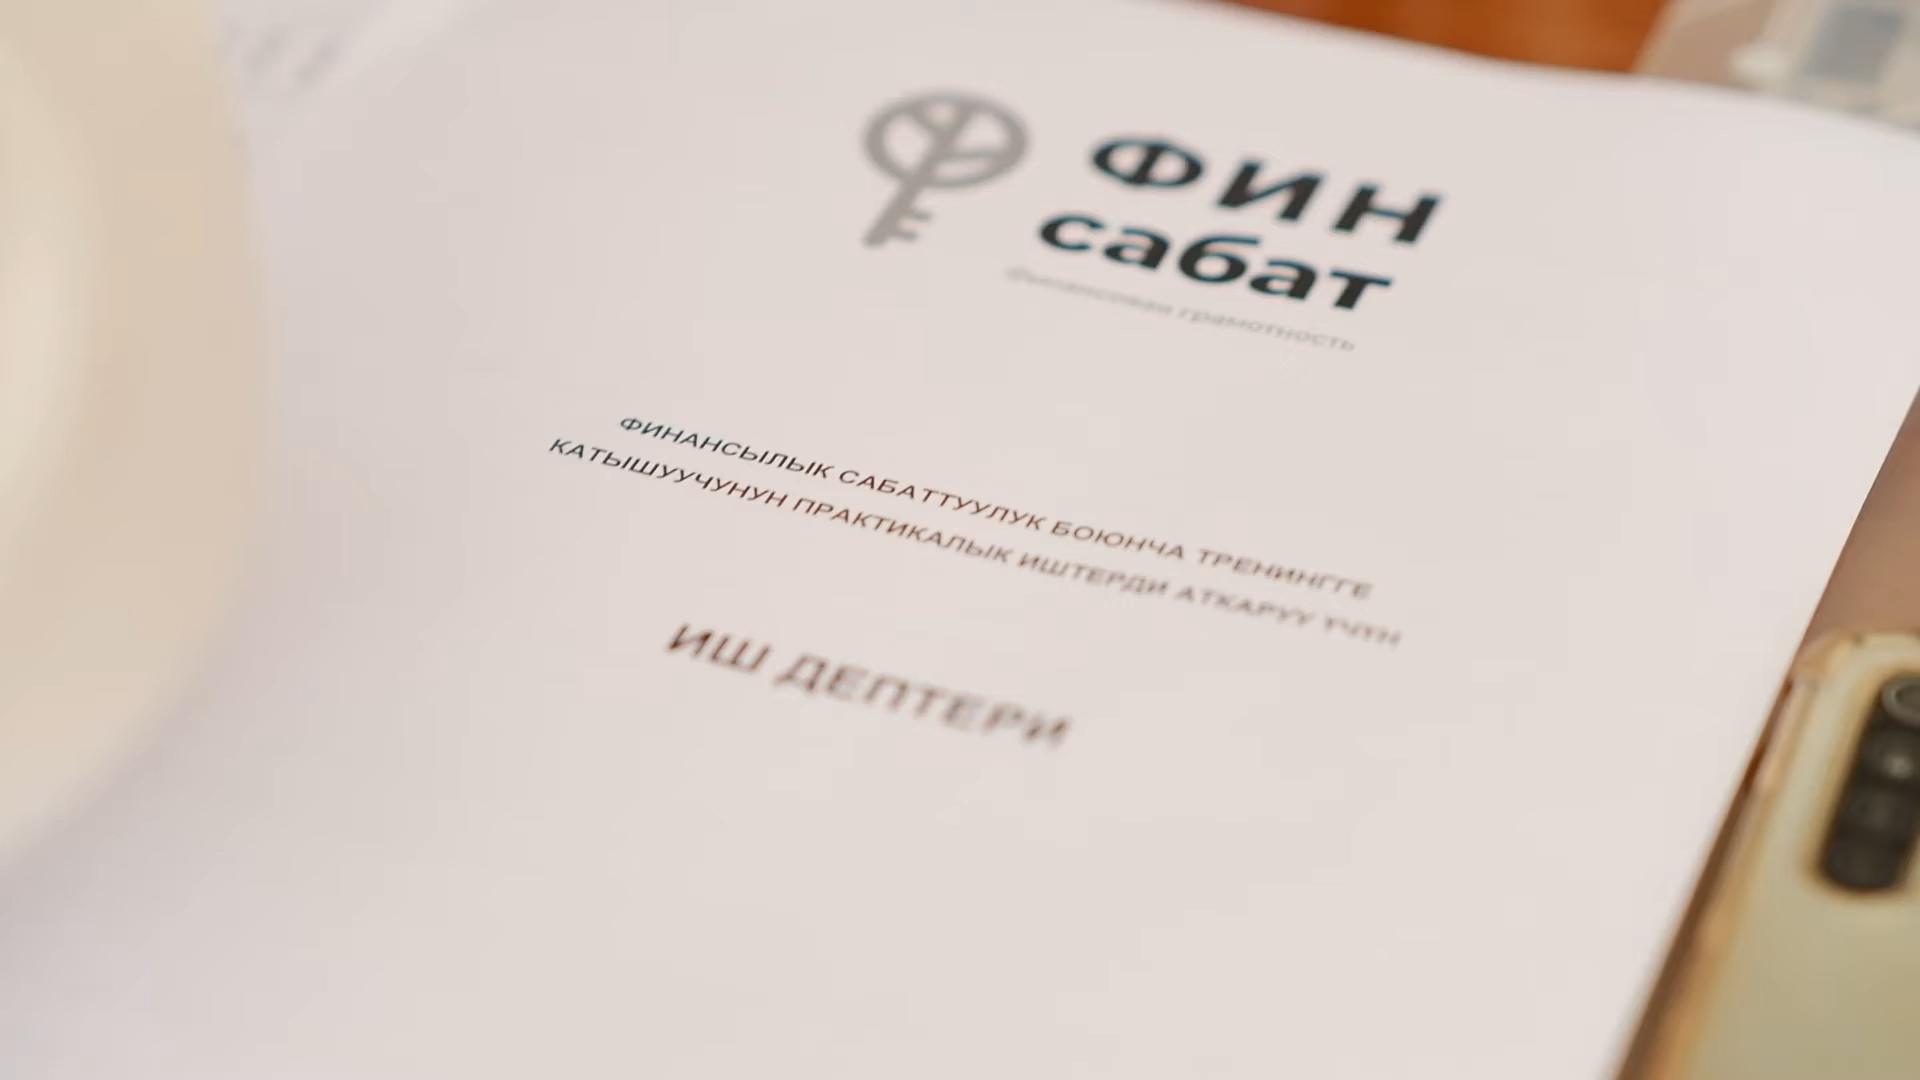 ФИН
сабат
финансовая грамотность
ФИНАНСЫЛЫК САБАТТУУЛУК БОЮНЧА ТРЕНИНГГЕ
КАТЫШУУЧУНУН ПРАКТИКАЛЫК ИШТЕРДИ АТКАРУУ ҮЧҮН
ИШ ДЕПТЕРИ